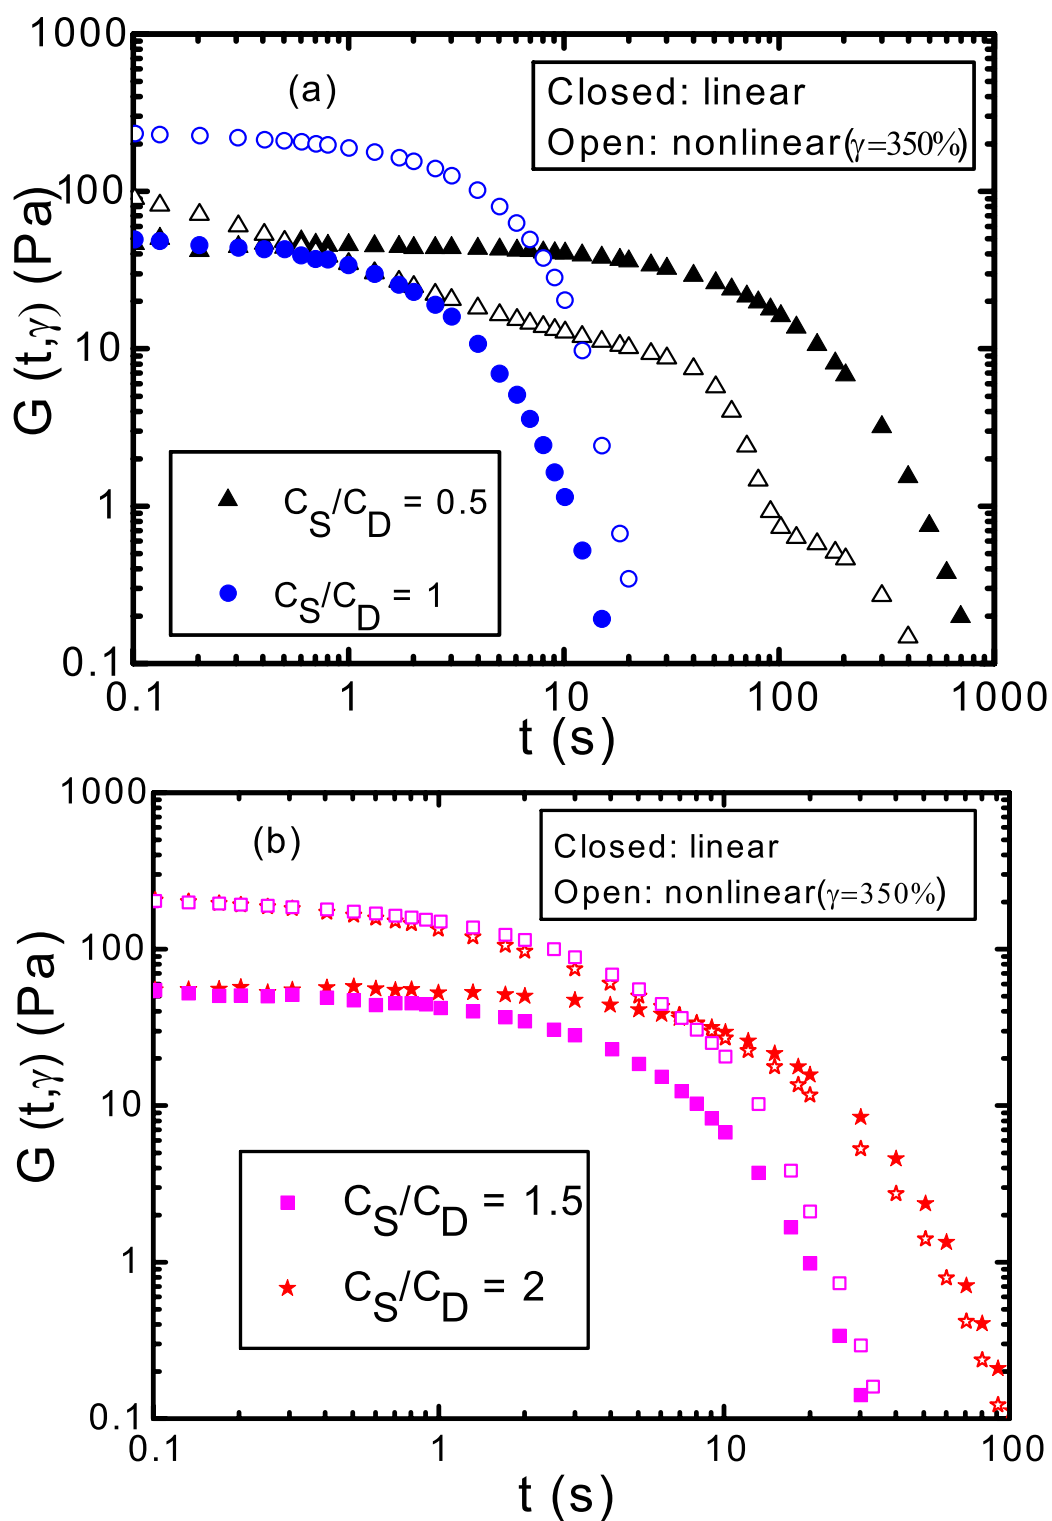 1000
(a)
Closed: linear
Open: nonlinear(γ=350%)
100
G (t,γ) (Pa)
10
C_S/C_D = 0.5
1
C_S/C_D = 1
0.1
0.1 1 10 100 1000
t (s)
1000
(b)
Closed: linear
Open: nonlinear(γ=350%)
100
G (t,γ) (Pa)
10
C_S/C_D = 1.5
1
C_S/C_D = 2
0.1
0.1 1 10 100
t (s)